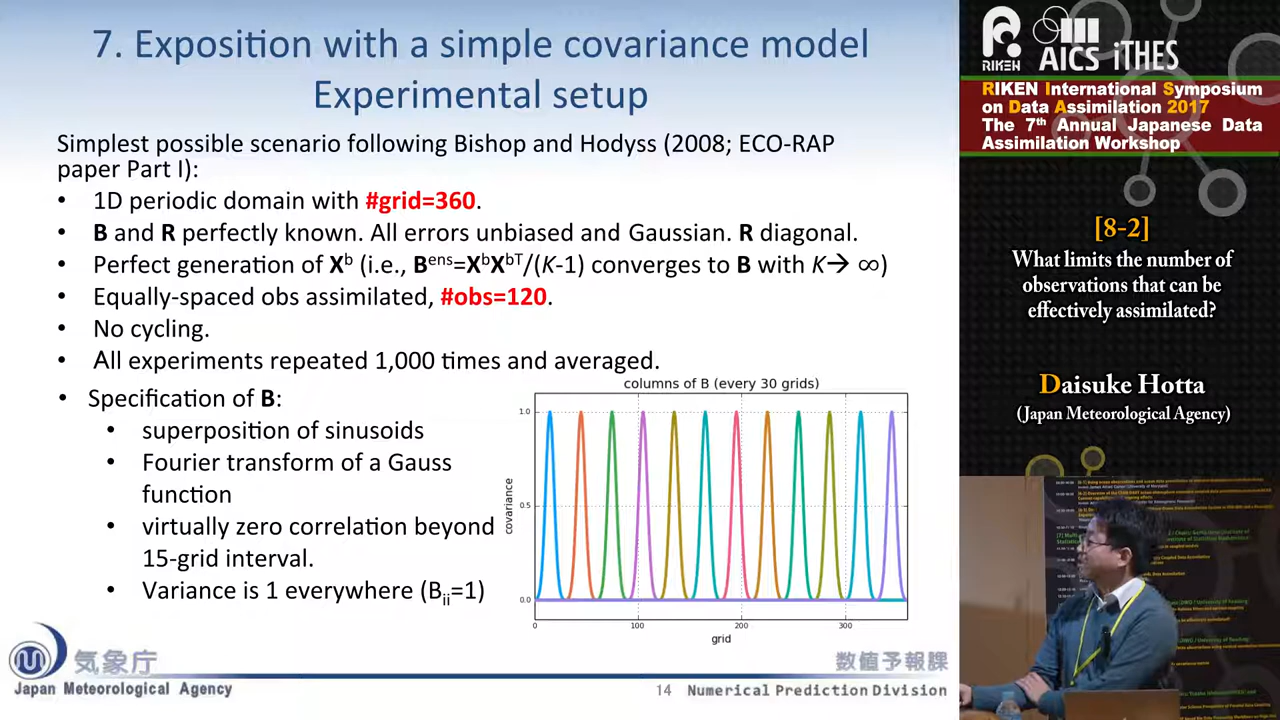 7. Exposition with a simple covariance model
Experimental setup
Simplest possible scenario following Bishop and Hodyss (2008; ECO-RAP
paper Part I):
• 1D periodic domain with #grid=360.
• B and R perfectly known. All errors unbiased and Gaussian. R diagonal.
• Perfect generation of Xᵇ (i.e., Bᵉⁿˢ=XᵇXᵇᵀ/(K-1) converges to B with K→ ∞)
• Equally-spaced obs assimilated, #obs=120.
• No cycling.
• All experiments repeated 1,000 times and averaged.
• Specification of B:
• superposition of sinusoids
• Fourier transform of a Gauss
function
• virtually zero correlation beyond
15-grid interval.
• Variance is 1 everywhere (Bᵢᵢ=1)
columns of B (every 30 grids)
1.0
0.5
0.0
covariance
0 100 200 300
grid
気象庁
Japan Meteorological Agency
数値予報課
14 Numerical Prediction Division
RIKEN AICS iTHES
RIKEN International Symposium
on Data Assimilation 2017
The 7th Annual Japanese Data
Assimilation Workshop
[8-2]
What limits the number of
observations that can be
effectively assimilated?
Daisuke Hotta
(Japan Meteorological Agency)